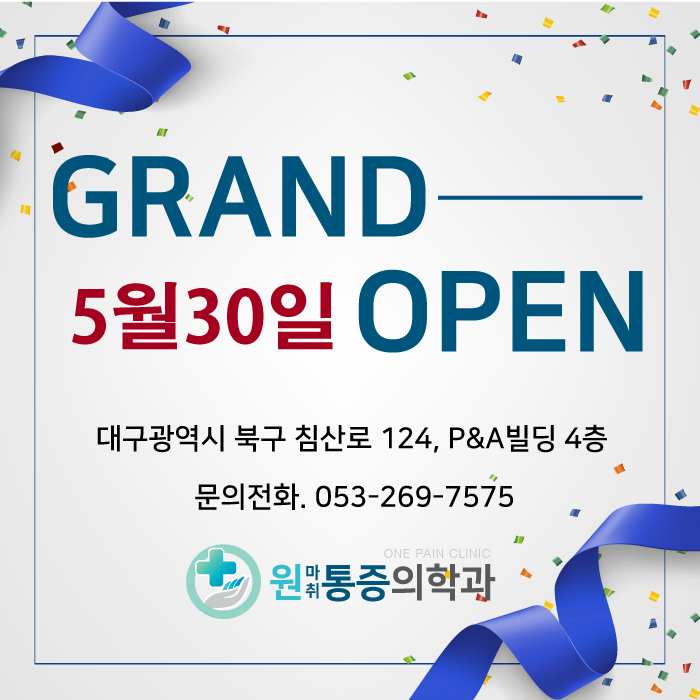 GRAND
5월30일 OPEN
대구광역시 북구 침산로 124, P&A빌딩 4층
문의전화. 053-269-7575
ONE PAIN CLINIC
원마취통증의학과